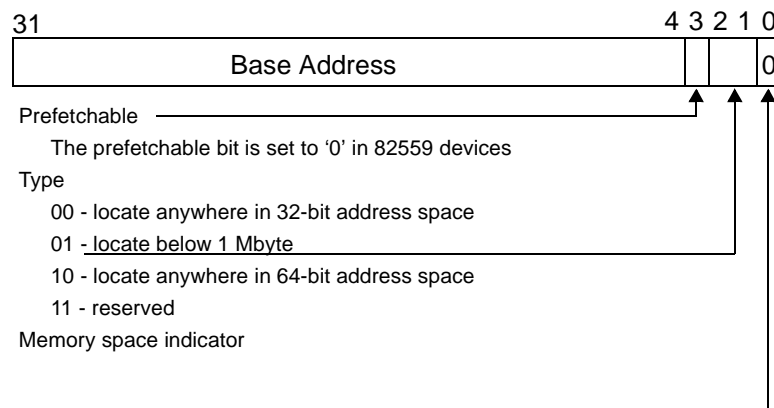 31 4 3 2 1 0
Base Address 0
Prefetchable
The prefetchable bit is set to ‘0’ in 82559 devices
Type
00 - locate anywhere in 32-bit address space
01 - locate below 1 Mbyte
10 - locate anywhere in 64-bit address space
11 - reserved
Memory space indicator